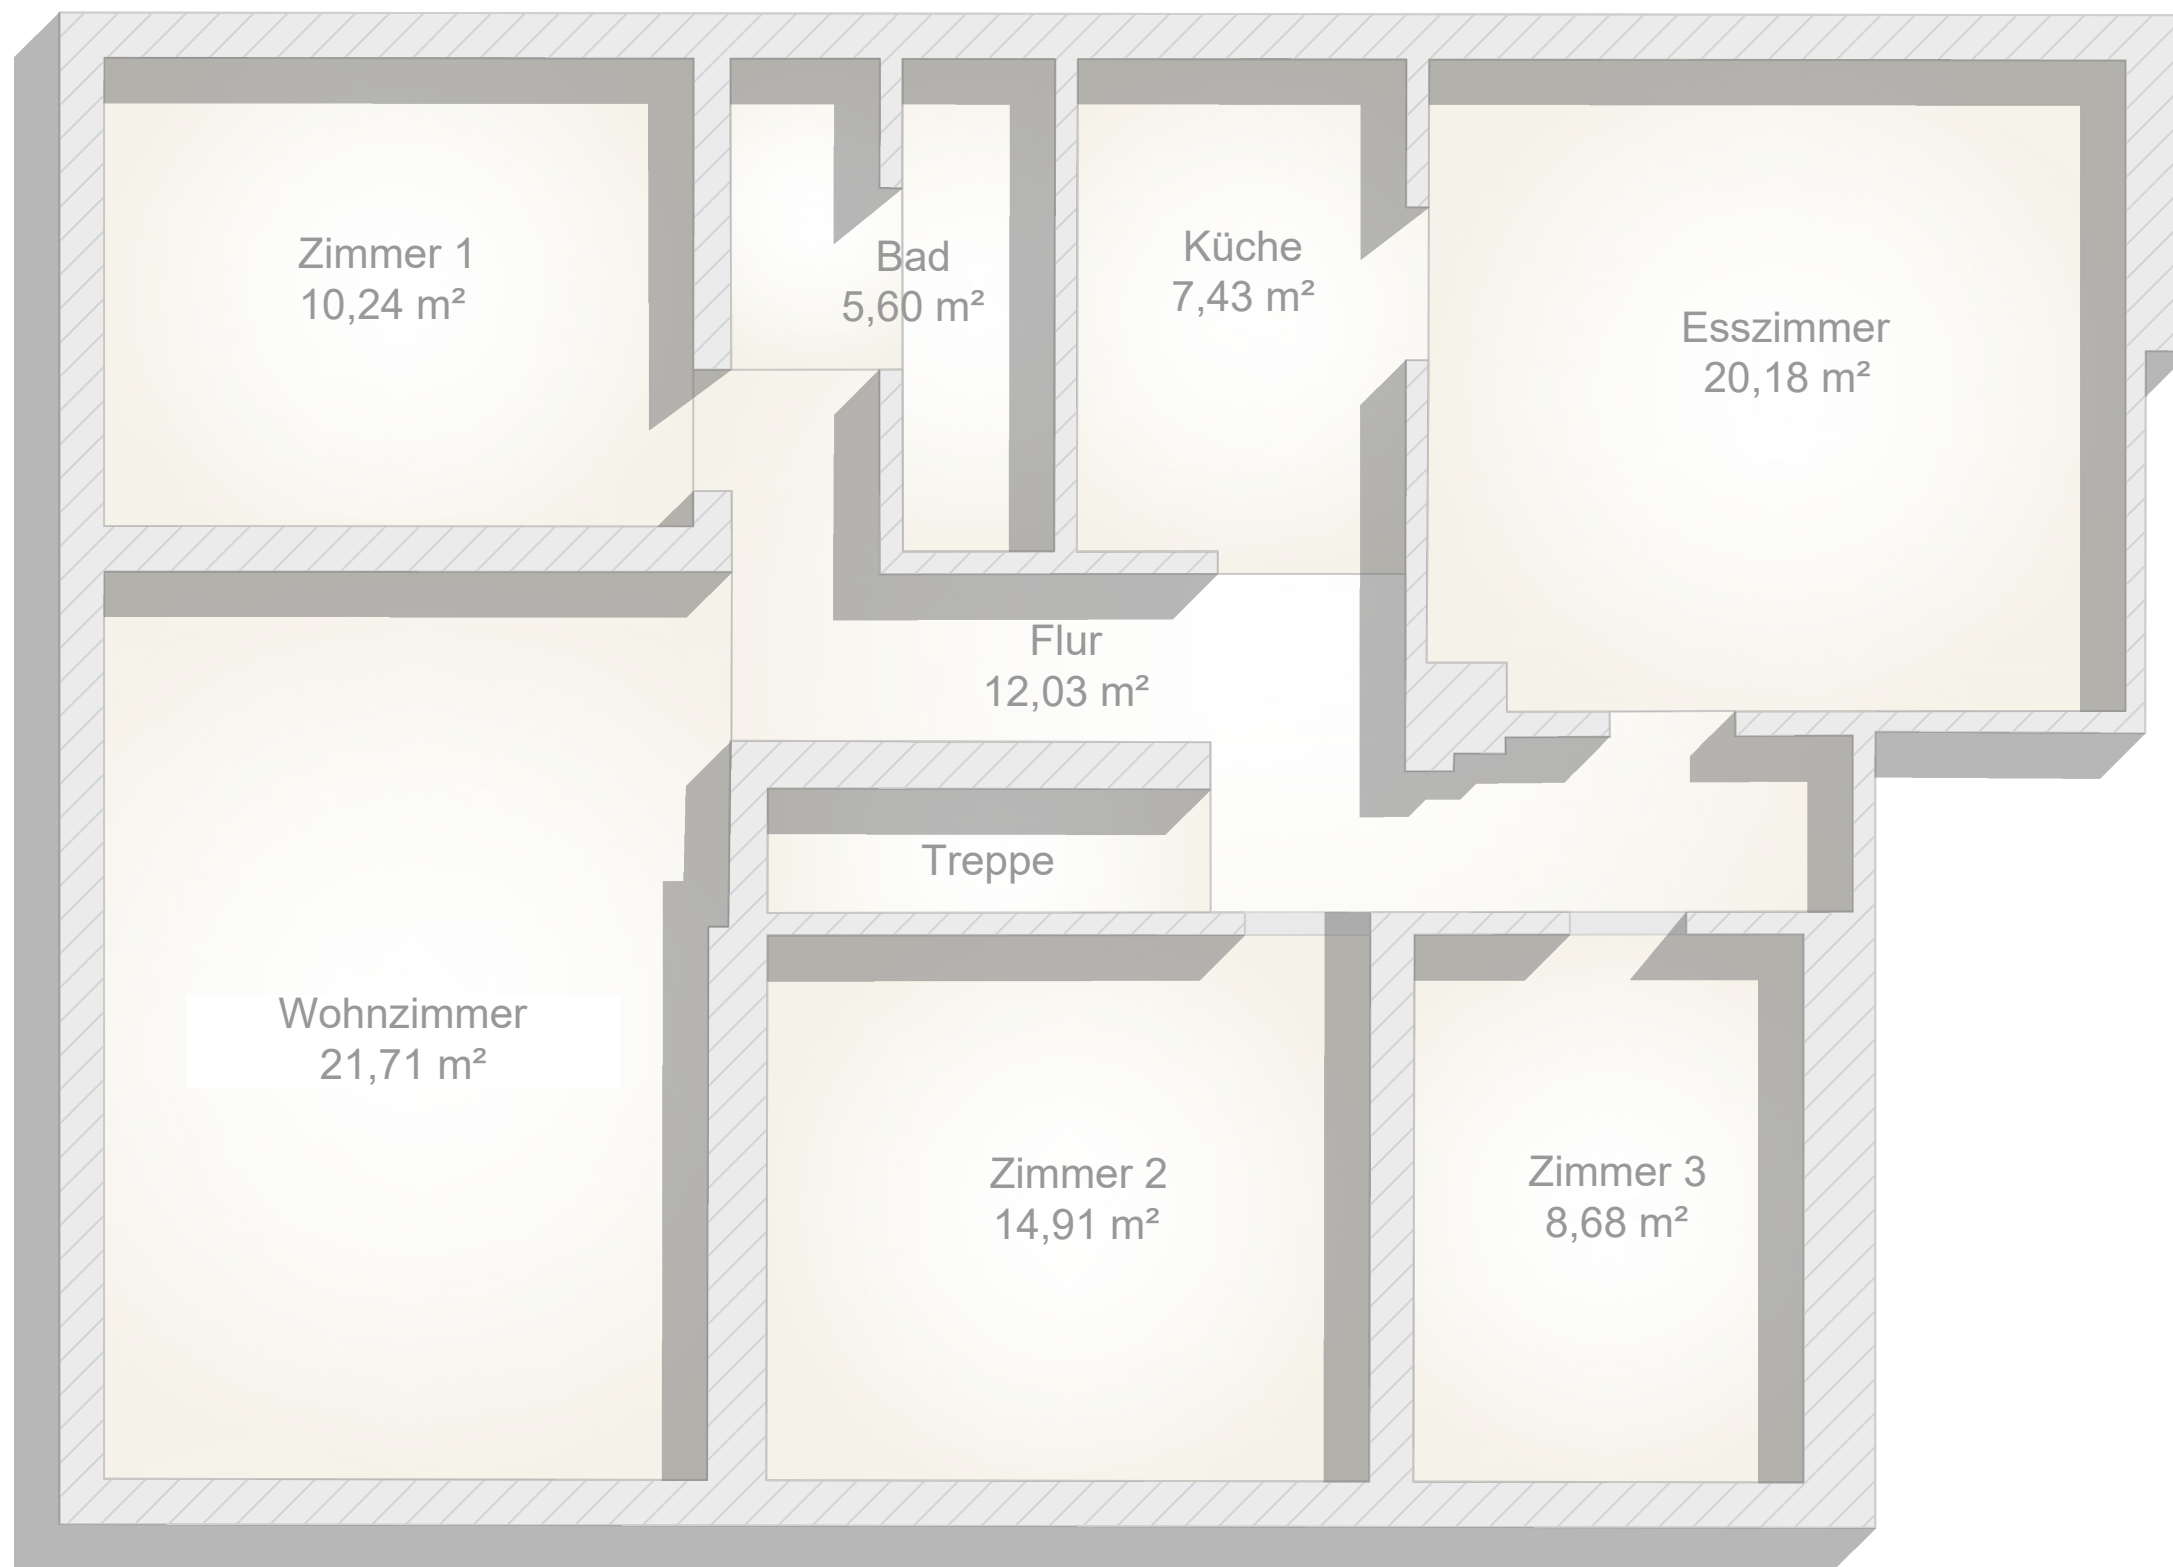 Zimmer 1
10,24 m²
Bad
5,60 m²
Küche
7,43 m²
Esszimmer
20,18 m²
Flur
12,03 m²
Treppe
Wohnzimmer
21,71 m²
Zimmer 2
14,91 m²
Zimmer 3
8,68 m²